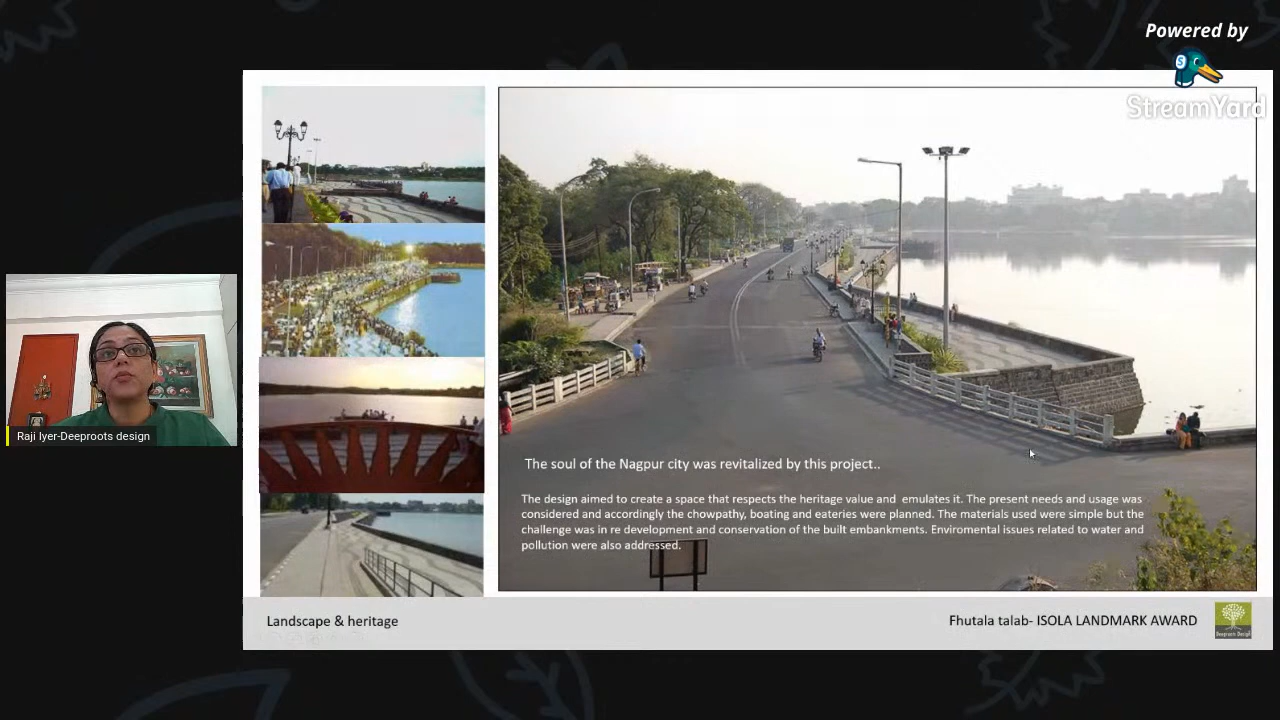 Powered by
StreamYard
Raji Iyer-Deeproots design
The soul of the Nagpur city was revitalized by this project..
The design aimed to create a space that respects the heritage value and emulates it. The present needs and usage was
considered and accordingly the chowpathy, boating and eateries were planned. The materials used were simple but the
challenge was in re development and conservation of the built embankments. Enviromental issues related to water and
pollution were also addressed.
Landscape & heritage
Fhutala talab- ISOLA LANDMARK AWARD
Deeproots Design